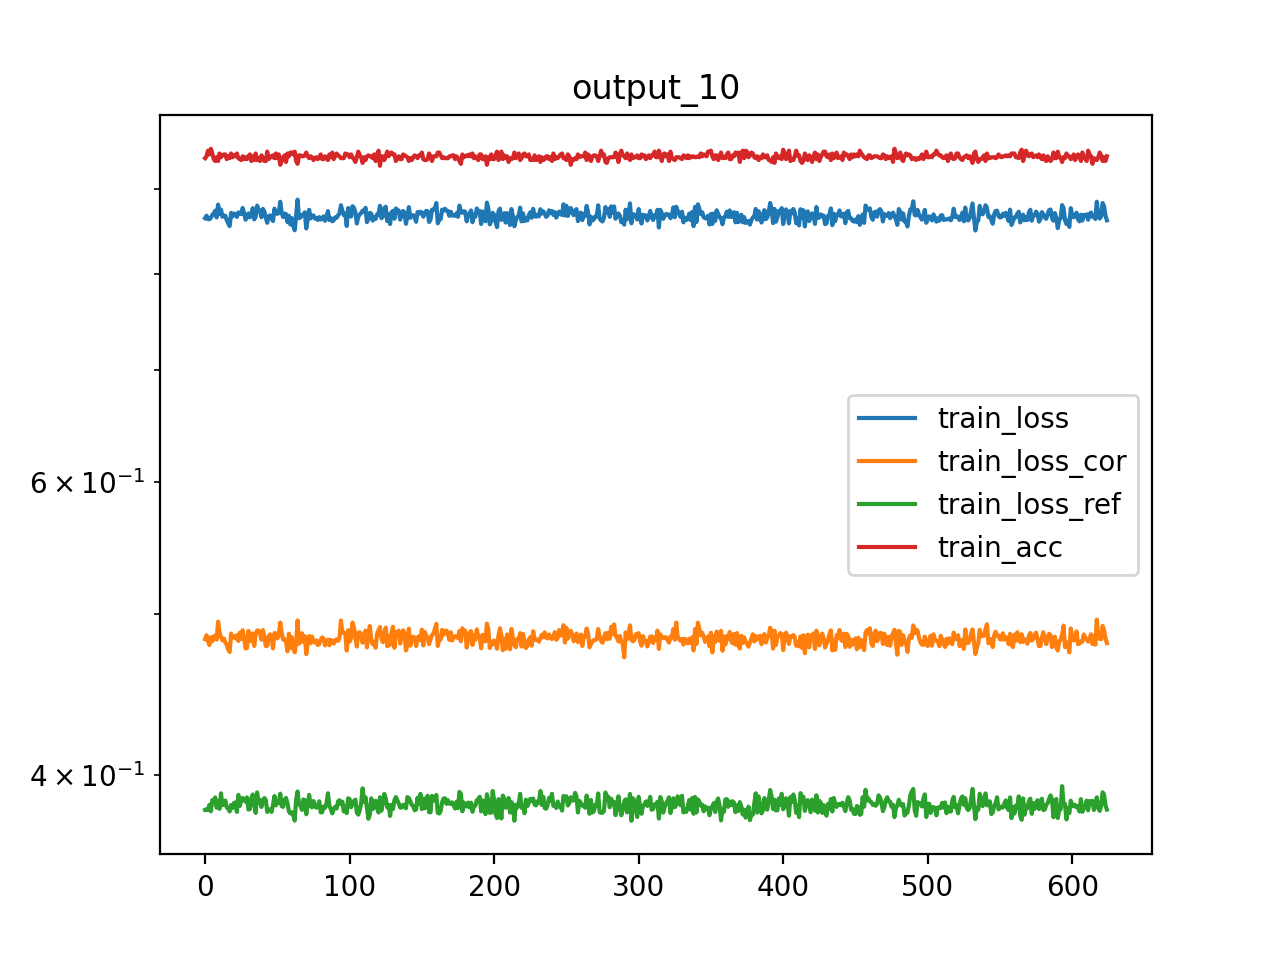 output_10
6 × 10⁻¹
4 × 10⁻¹
train_loss
train_loss_cor
train_loss_ref
train_acc
0 100 200 300 400 500 600